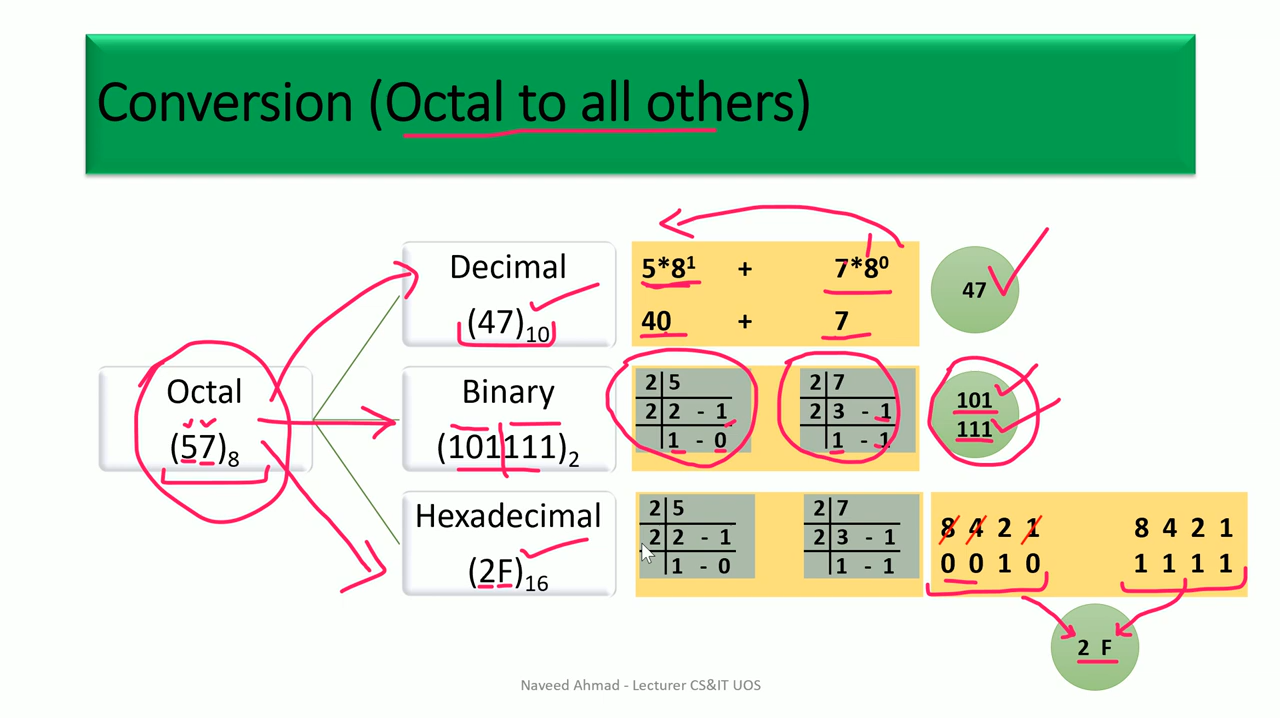 Conversion (Octal to all others)
Octal
(57)₈
Decimal
(47)₁₀
5*8¹ + 7*8⁰
40 + 7
47
Binary
(101111)₂
2 5
2 2 - 1
1 - 0
2 7
2 3 - 1
1 - 1
101
111
Hexadecimal
(2F)₁₆
2 5
2 2 - 1
1 - 0
2 7
2 3 - 1
1 - 1
8 4 2 1
0 0 1 0
8 4 2 1
1 1 1 1
2 F
Naveed Ahmad - Lecturer CS&IT UOS